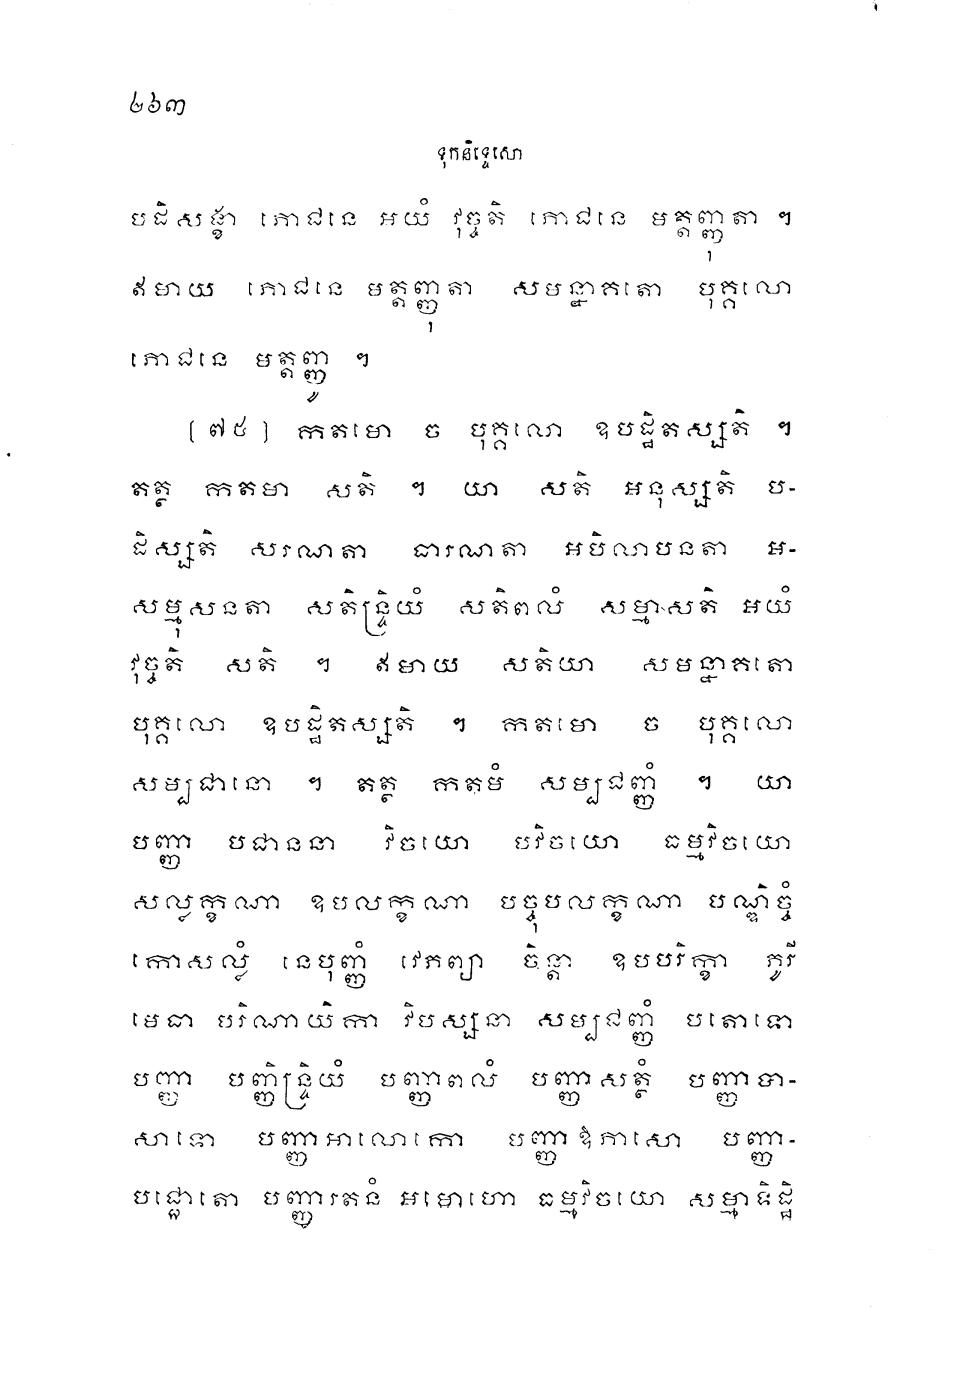 ២៦៣
ទុកនិទ្ទេសោ
បដិសង្ខា ភោជនេ អយំ វុច្ចតិ ភោជនេ មត្តញ្ញុតា ។
ឥមាយ ភោជនេ មត្តញ្ញុតា សមន្នាគតោ បុគ្គលោ
ភោជនេ មត្តញ្ញូ ។
[៧៥] កតមោ ច បុគ្គលោ ឧបដ្ឋិតស្សតិ ។
តត្ថ កតមា សតិ ។ យា សតិ អនុស្សតិ ប-
ដិស្សតិ សរណតា ធារណតា អបិលាបនតា អ-
សម្មុសនតា សតិន្ទ្រិយំ សតិពលំ សម្មាសតិ អយំ
វុច្ចតិ សតិ ។ ឥមាយ សតិយា សមន្នាគតោ
បុគ្គលោ ឧបដ្ឋិតស្សតិ ។ កតមោ ច បុគ្គលោ
សម្បជានោ ។ តត្ថ កតមំ សម្បជញ្ញំ ។ យា
បញ្ញា បជាននា វិចយោ បវិចយោ ធម្មវិចយោ
សល្លក្ខណា ឧបលក្ខណា បច្ចុបលក្ខណា បណ្ឌិច្ចំ
កោសល្លំ នេបុញ្ញំ វេភព្យា ចិន្តា ឧបបរិក្ខា ភូរី
មេធា បរិណាយិកា វិបស្សនា សម្បជញ្ញំ បតោទោ
បញ្ញា បញ្ញិន្ទ្រិយំ បញ្ញាពលំ បញ្ញាសត្ថំ បញ្ញាបា-
សាទោ បញ្ញាអាលោកោ បញ្ញាឱភាសោ បញ្ញា-
បជ្ជោតោ បញ្ញារតនំ អមោហោ ធម្មវិចយោ សម្មាទិដ្ឋិ